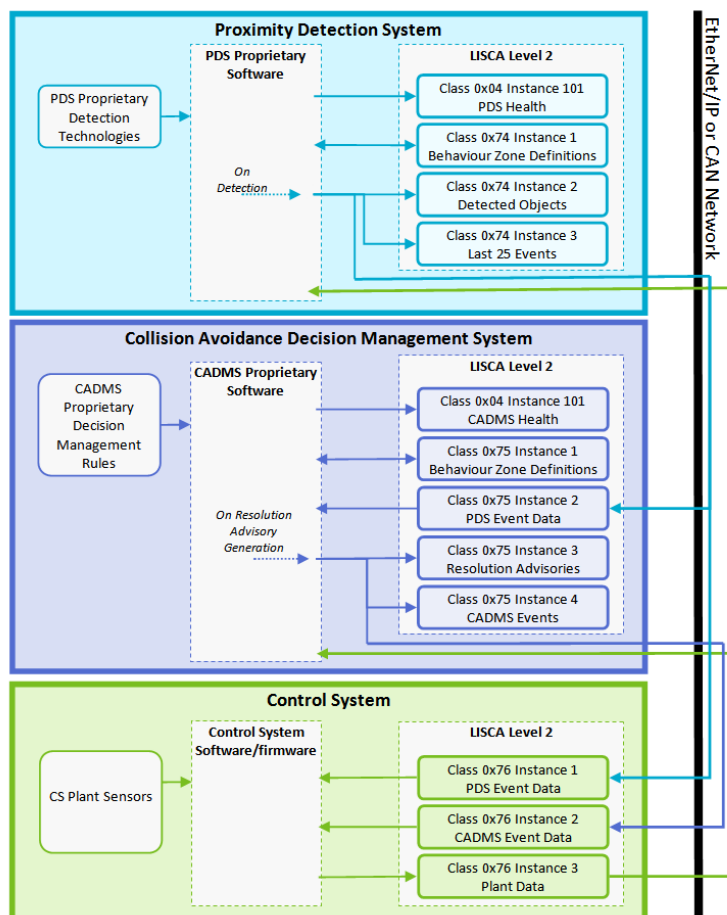 Proximity Detection System
PDS Proprietary
Software
LISCA Level 2
PDS Proprietary
Detection
Technologies
On
Detection
Class 0x04 Instance 101
PDS Health
Class 0x74 Instance 1
Behaviour Zone Definitions
Class 0x74 Instance 2
Detected Objects
Class 0x74 Instance 3
Last 25 Events
EtherNet/IP or CAN Network
Collision Avoidance Decision Management System
CADMS Proprietary
Software
LISCA Level 2
CADMS
Proprietary
Decision
Management
Rules
On Resolution
Advisory
Generation
Class 0x04 Instance 101
CADMS Health
Class 0x75 Instance 1
Behaviour Zone Definitions
Class 0x75 Instance 2
PDS Event Data
Class 0x75 Instance 3
Resolution Advisories
Class 0x75 Instance 4
CADMS Events
Control System
Control System
Software/firmware
LISCA Level 2
CS Plant Sensors
Class 0x76 Instance 1
PDS Event Data
Class 0x76 Instance 2
CADMS Event Data
Class 0x76 Instance 3
Plant Data